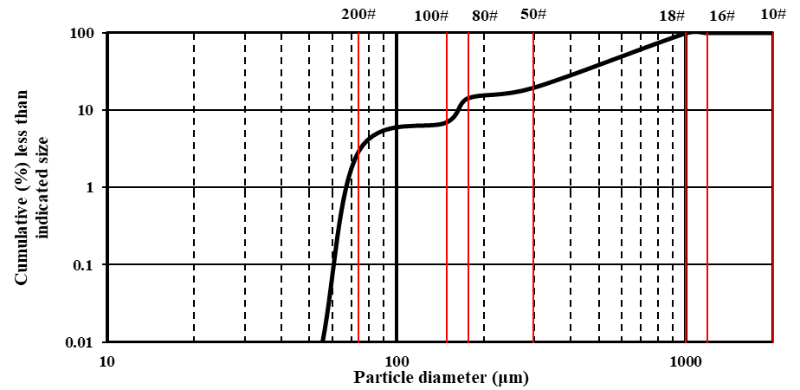 200# 100# 80# 50# 18# 16# 10#
100
10
1
0.1
0.01
Cumulative (%) less than
indicated size
10 100 1000
Particle diameter (µm)